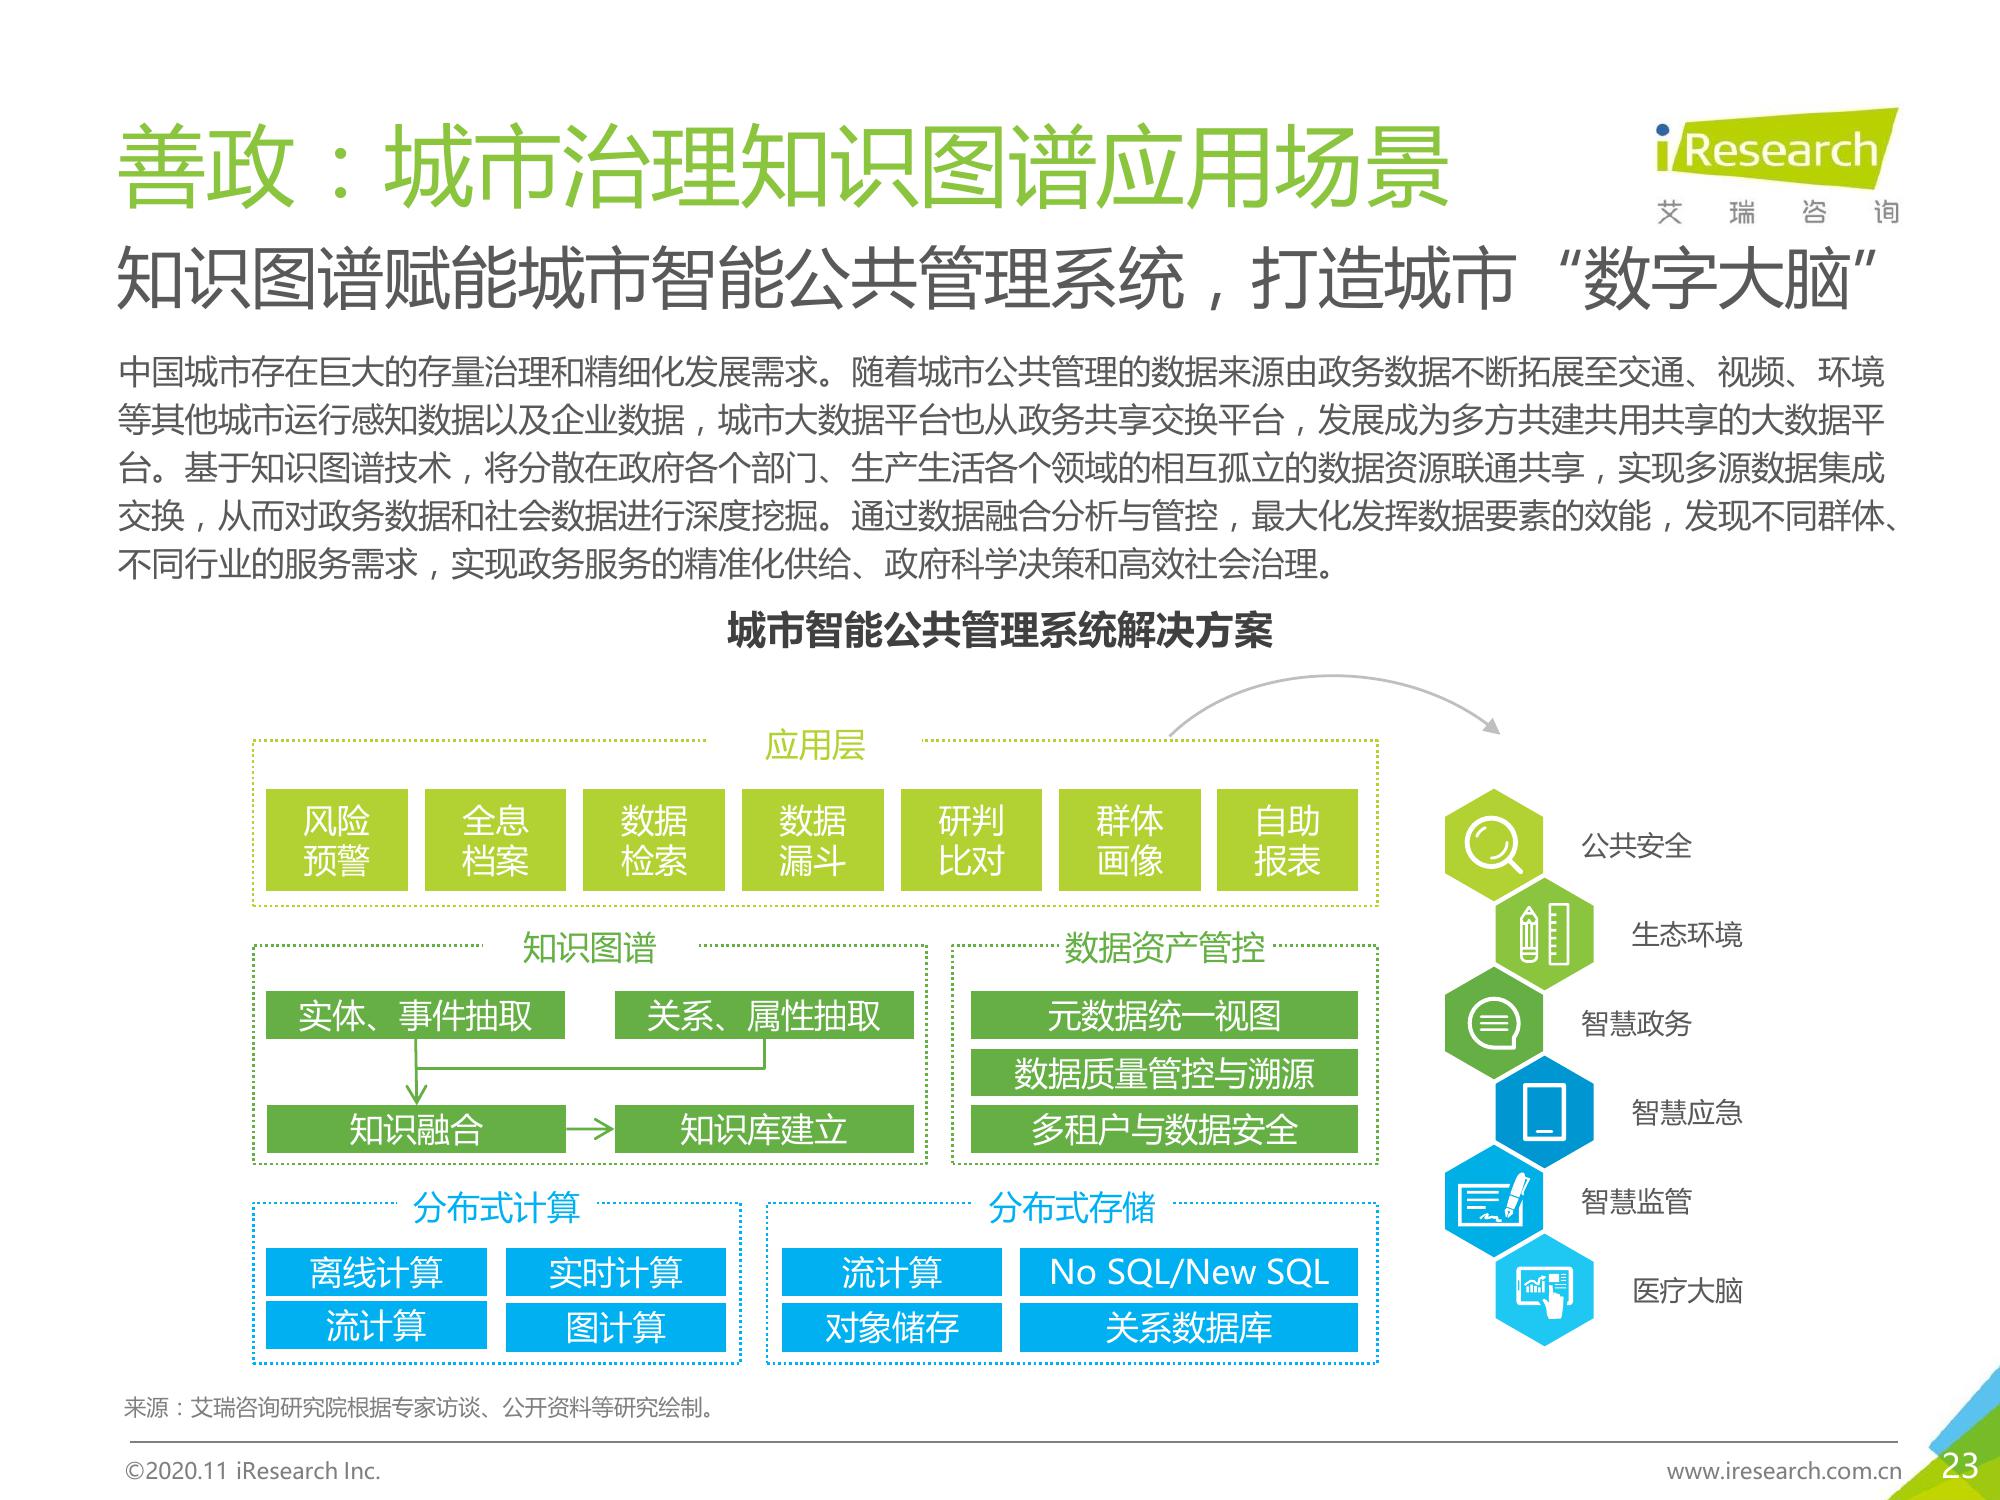 善政：城市治理知识图谱应用场景
iResearch
艾瑞咨询
知识图谱赋能城市智能公共管理系统，打造城市“数字大脑”
中国城市存在巨大的存量治理和精细化发展需求。随着城市公共管理的数据来源由政务数据不断拓展至交通、视频、环境
等其他城市运行感知数据以及企业数据，城市大数据平台也从政务共享交换平台，发展成为多方共建共用共享的大数据平
台。基于知识图谱技术，将分散在政府各个部门、生产生活各个领域的相互孤立的数据资源联通共享，实现多源数据集成
交换，从而对政务数据和社会数据进行深度挖掘。通过数据融合分析与管控，最大化发挥数据要素的效能，发现不同群体、
不同行业的服务需求，实现政务服务的精准化供给、政府科学决策和高效社会治理。
城市智能公共管理系统解决方案
应用层
风险
预警
全息
档案
数据
检索
数据
漏斗
研判
比对
群体
画像
自助
报表
知识图谱
实体、事件抽取
关系、属性抽取
知识融合
知识库建立
数据资产管控
元数据统一视图
数据质量管控与溯源
多租户与数据安全
分布式计算
离线计算
实时计算
流计算
图计算
分布式存储
流计算
No SQL/New SQL
对象储存
关系数据库
公共安全
生态环境
智慧政务
智慧应急
智慧监管
医疗大脑
来源：艾瑞咨询研究院根据专家访谈、公开资料等研究绘制。
©2020.11 iResearch Inc.
www.iresearch.com.cn
23